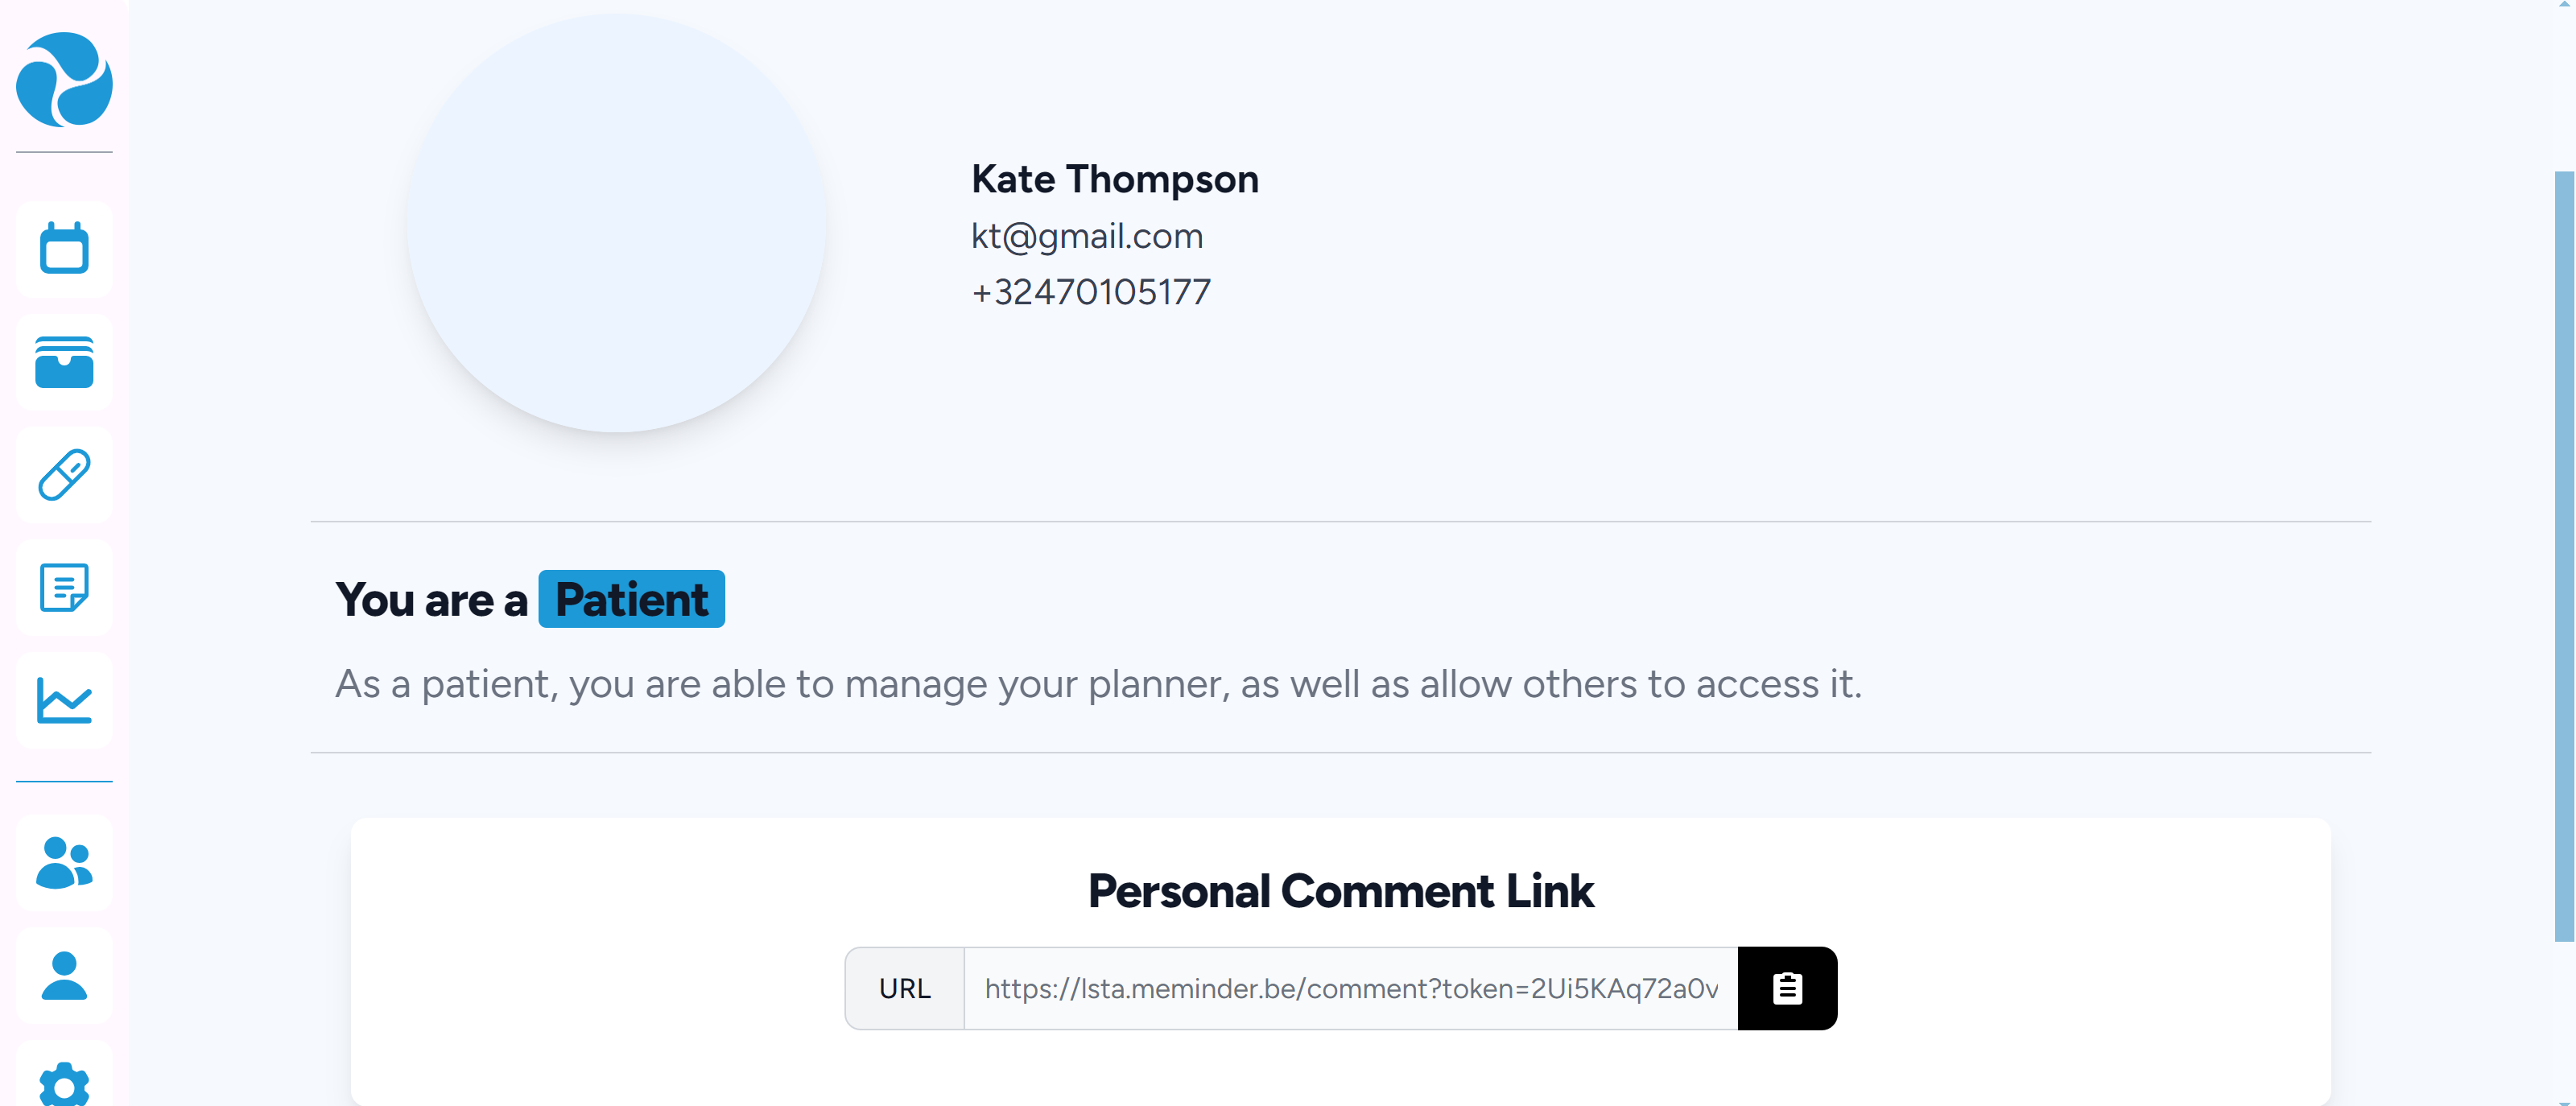 Kate Thompson
kt@gmail.com
+32470105177
You are a Patient
As a patient, you are able to manage your planner, as well as allow others to access it.
Personal Comment Link
URL https://lsta.meminder.be/comment?token=2Ui5KAq72a0v